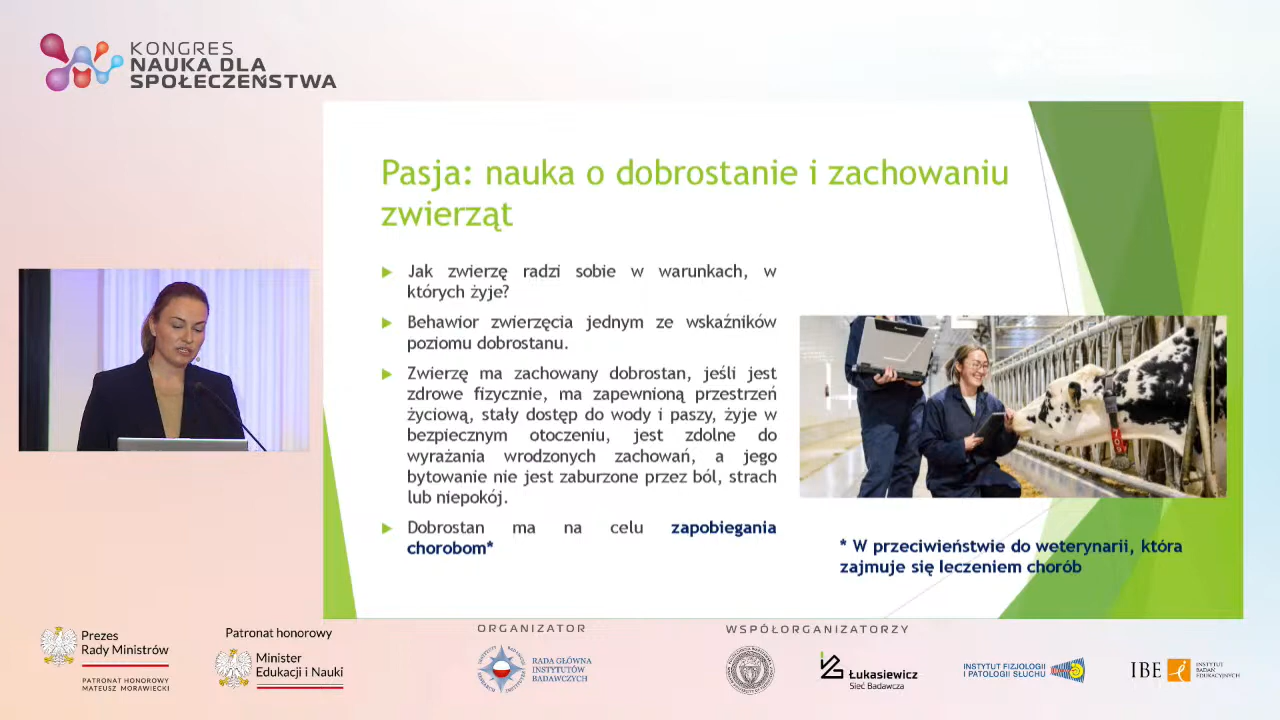 KONGRES
NAUKA DLA
SPOŁECZEŃSTWA
Pasja: nauka o dobrostanie i zachowaniu
zwierząt
Jak zwierzę radzi sobie w warunkach, w
których żyje?
Behawior zwierzęcia jednym ze wskaźników
poziomu dobrostanu.
Zwierzę ma zachowany dobrostan, jeśli jest
zdrowe fizycznie, ma zapewnioną przestrzeń
życiową, stały dostęp do wody i paszy, żyje w
bezpiecznym otoczeniu, jest zdolne do
wyrażania wrodzonych zachowań, a jego
bytowanie nie jest zaburzone przez ból, strach
lub niepokój.
Dobrostan ma na celu zapobiegania
chorobom*
* W przeciwieństwie do weterynarii, która
zajmuje się leczeniem chorób
Prezes
Rady Ministrów
PATRONAT HONOROWY
MATEUSZ MORAWIECKI
Patronat honorowy
Minister
Edukacji i Nauki
ORGANIZATOR
RADA GŁÓWNA
INSTYTUTÓW
BADAWCZYCH
WSPÓŁORGANIZATORZY
Łukasiewicz
Sieć Badawcza
INSTYTUT FIZJOLOGII
I PATOLOGII SŁUCHU
IBE
INSTYTUT
BADAŃ
EDUKACYJNYCH